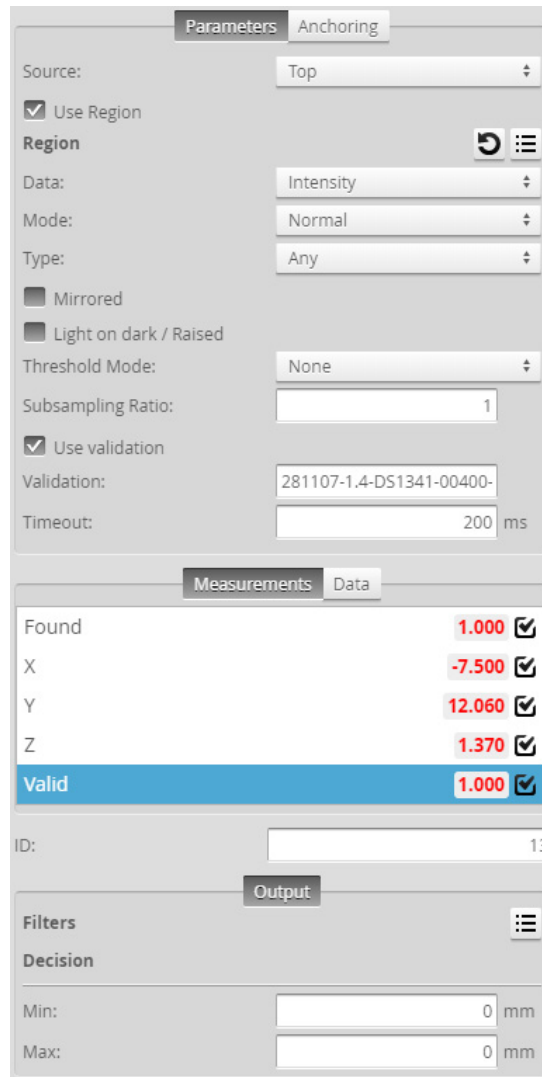 Parameters Anchoring
Source: Top
Use Region
Region
Data: Intensity
Mode: Normal
Type: Any
Mirrored
Light on dark / Raised
Threshold Mode: None
Subsampling Ratio: 1
Use validation
Validation: 281107-1.4-DS1341-00400-
Timeout: 200 ms
Measurements Data
Found 1.000
X -7.500
Y 12.060
Z 1.370
Valid 1.000
ID:
Output
Filters
Decision
Min: 0 mm
Max: 0 mm